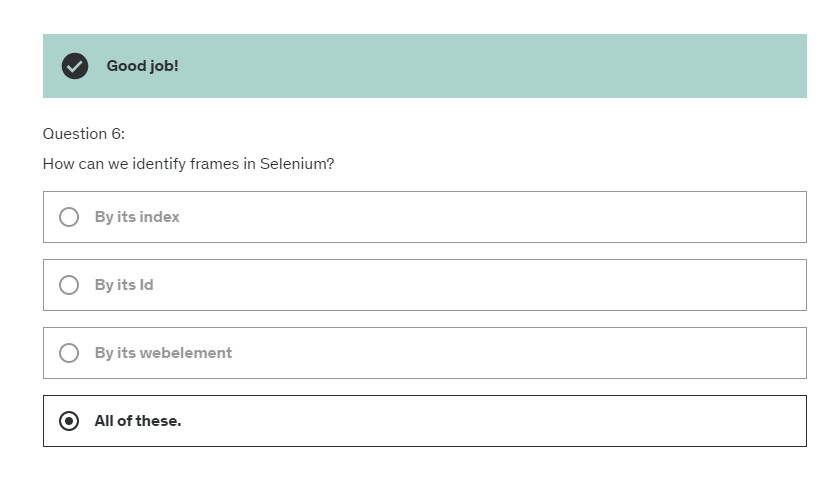 Good job!
Question 6:
How can we identify frames in Selenium?
By its index
By its Id
By its webelement
All of these.